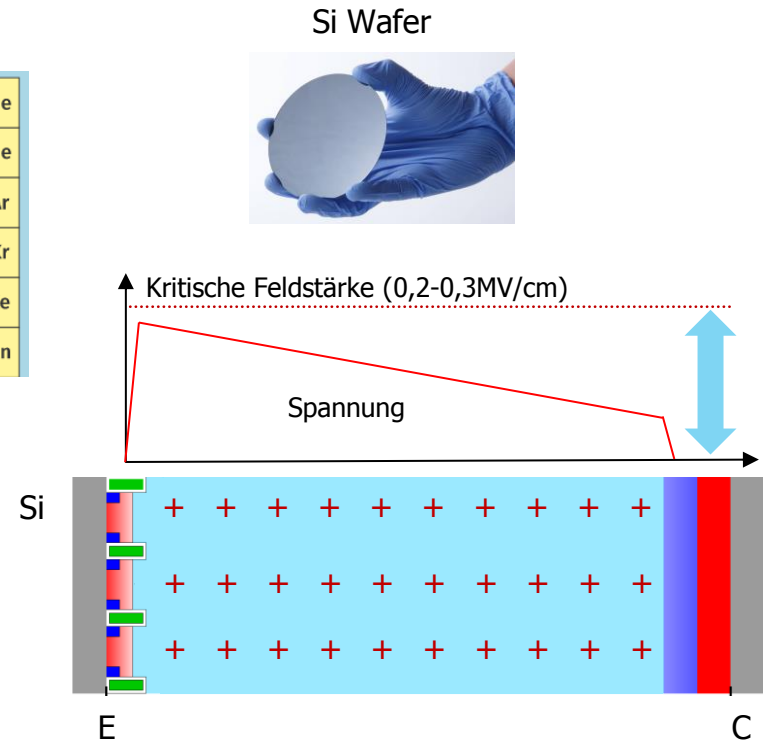 Si Wafer
e
e
r
r
e
n
Kritische Feldstärke (0,2-0,3MV/cm)
Spannung
Si
+ + + + + + + + + +
+ + + + + + + + + +
+ + + + + + + + + +
E
C